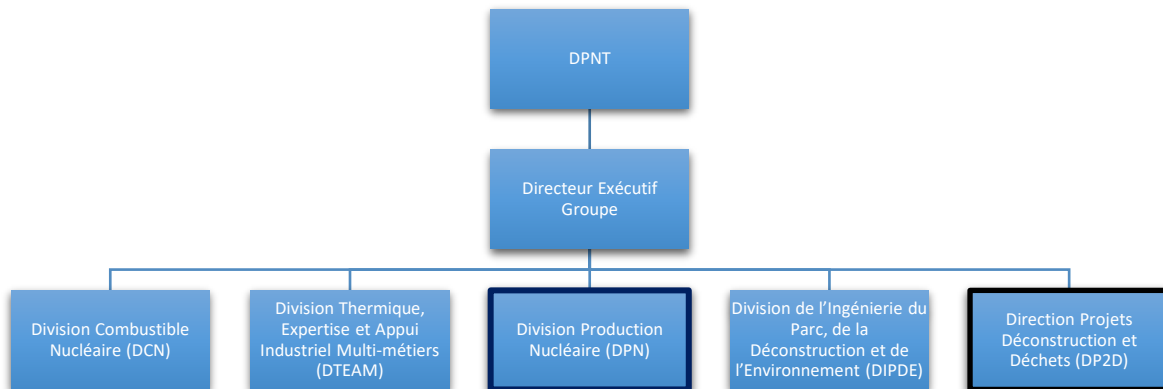 DPNT
Directeur Exécutif
Groupe
Division Combustible
Nucléaire (DCN)
Division Thermique,
Expertise et Appui
Industriel Multi-métiers
(DTEAM)
Division Production
Nucléaire (DPN)
Division de l’Ingénierie du
Parc, de la
Déconstruction et de
l’Environnement (DIPDE)
Direction Projets
Déconstruction et
Déchets (DP2D)